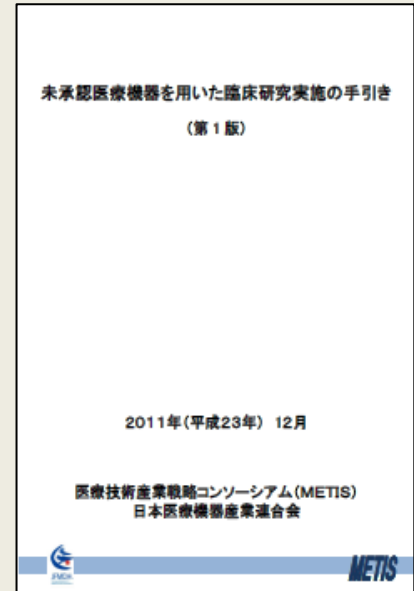 未承認医療機器を用いた臨床研究実施の手引き
(第1版)
2011年(平成23年) 12月
医療技術産業戦略コンソーシアム(METIS)
日本医療機器産業連合会
JFMDA
METIS